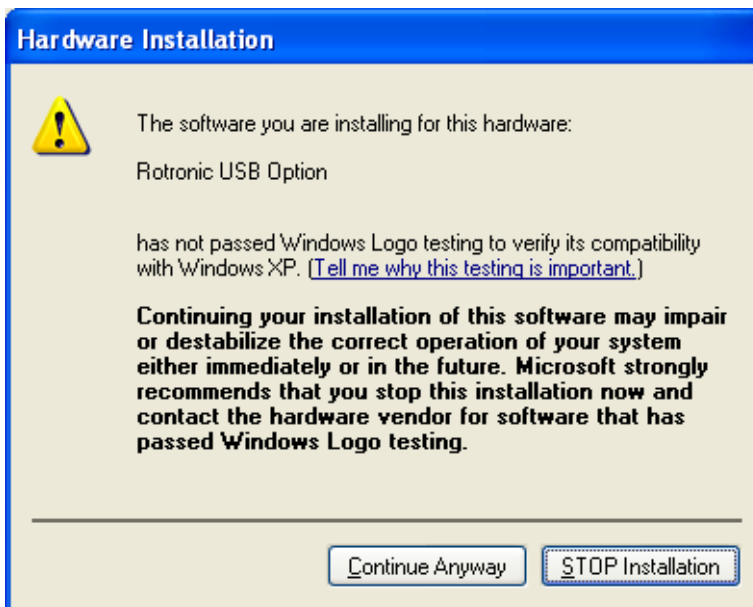 Hardware Installation
The software you are installing for this hardware:
Rotronic USB Option
has not passed Windows Logo testing to verify its compatibility
with Windows XP. (Tell me why this testing is important.)
Continuing your installation of this software may impair
or destabilize the correct operation of your system
either immediately or in the future. Microsoft strongly
recommends that you stop this installation now and
contact the hardware vendor for software that has
passed Windows Logo testing.
Continue Anyway
STOP Installation